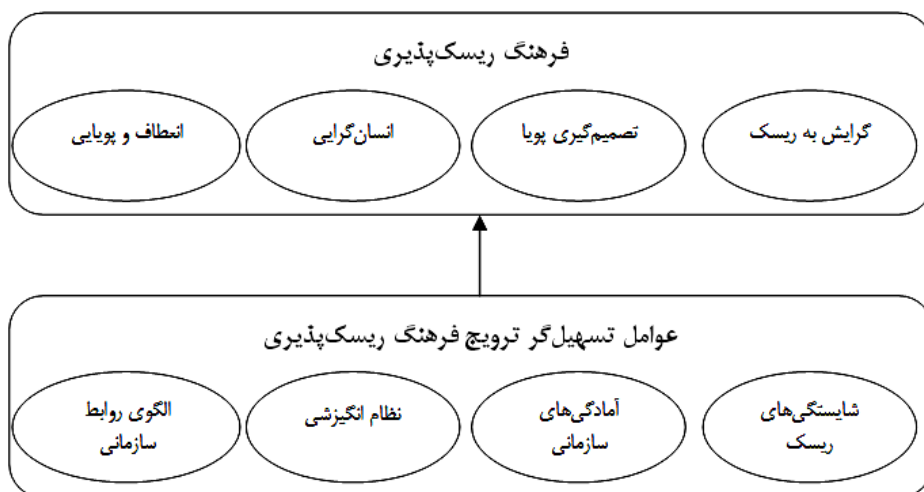 فرهنگ ریسک‌پذیری
گرایش به ریسک
تصمیم‌گیری پویا
انسان‌گرایی
انعطاف و پویایی
عوامل تسهیل‌گر ترویج فرهنگ ریسک‌پذیری
شایستگی‌های
ریسک
آمادگی‌های
سازمانی
نظام انگیزشی
الگوی روابط
سازمانی